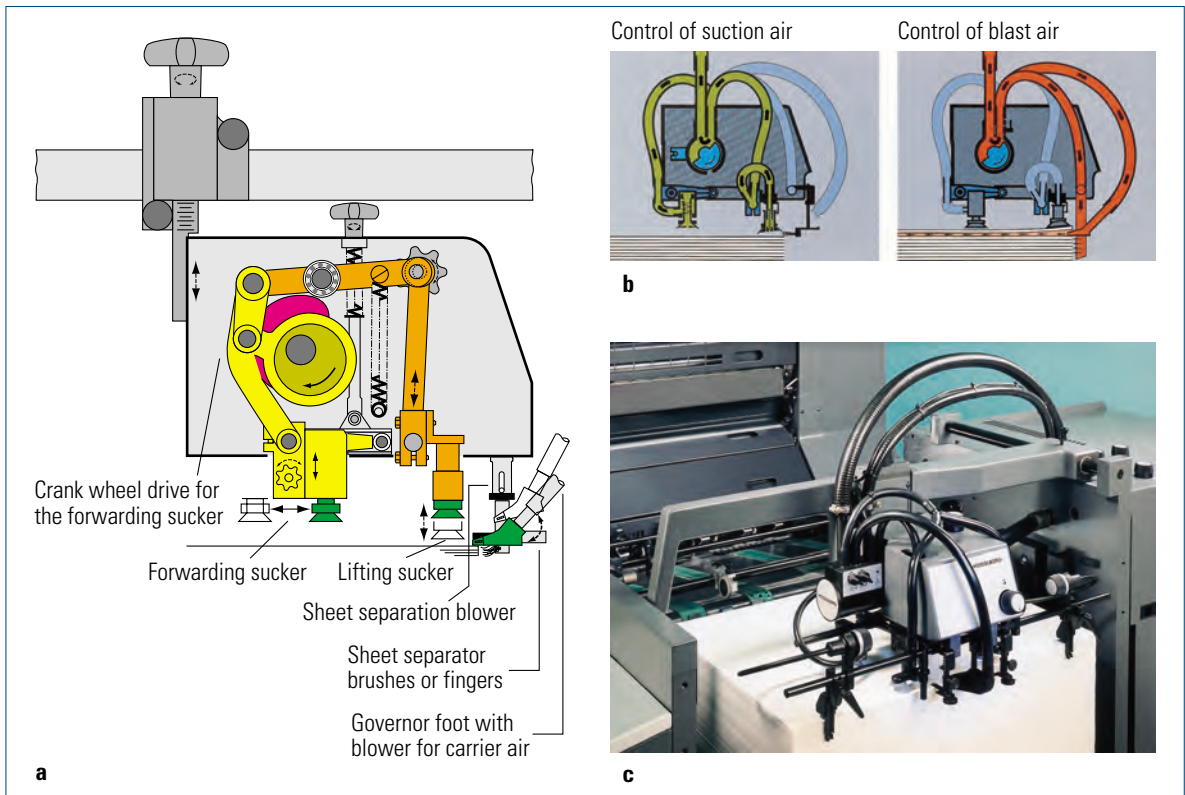 Control of suction air
Control of blast air
Crank wheel drive for
the forwarding sucker
Forwarding sucker
Lifting sucker
Sheet separation blower
Sheet separator
brushes or fingers
Governor foot with
blower for carrier air
a
b
c